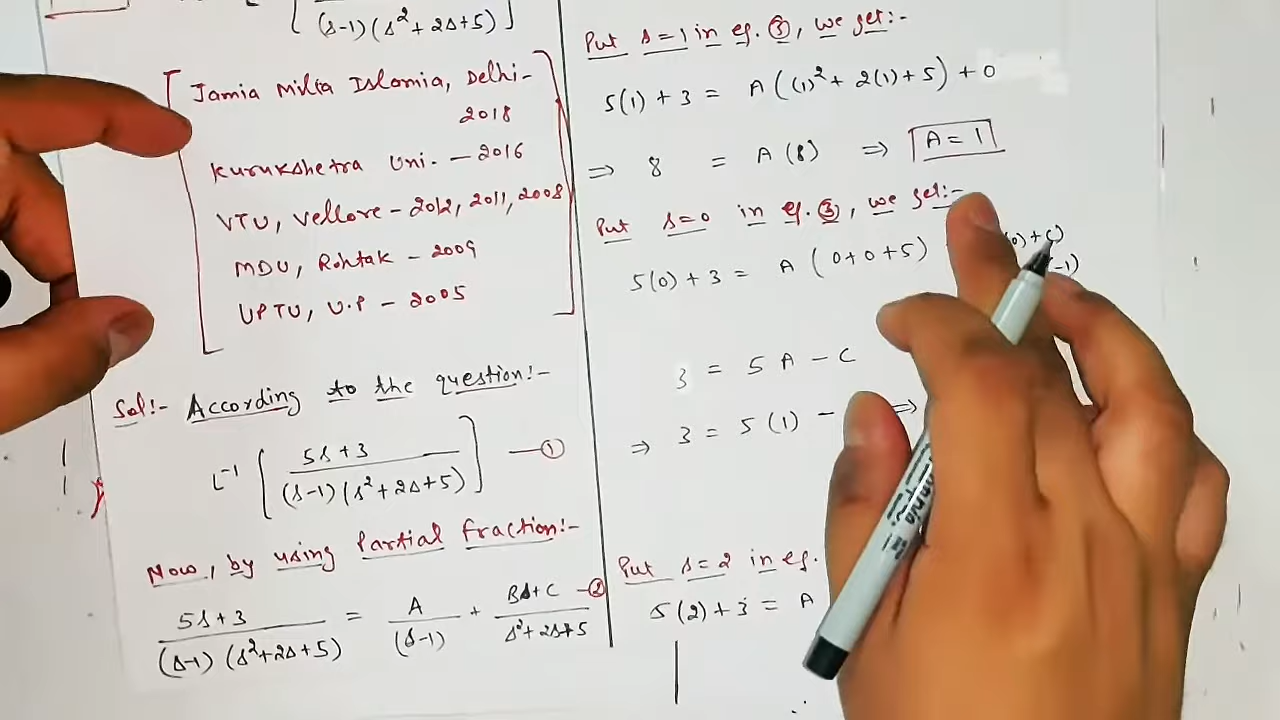 (s-1)(s²+2s+5)
[ Jamia Millia Islamia, Delhi-
2018
Kurukshetra Uni. - 2016
VTU, Vellore - 2012, 2011, 2008
MDU, Rohtak - 2009
UPTU, U.P - 2005 ]
Sol:- According to the question:-
L⁻¹ [ 5s+3 / (s-1)(s²+2s+5) ] —①
Now, by using Partial fraction:-
5s+3 / (s-1)(s²+2s+5) = A / (s-1) + Bs+C / s²+2s+5 —②
Put s=1 in eq. ③, we get:-
5(1)+3 = A((1)²+2(1)+5)+0
⇒ 8 = A(8) ⇒ A=1
Put s=0 in eq. ③, we get:-
5(0)+3 = A(0+0+5) (0)+C)
(-1)
3 = 5A-C
⇒ 3 = 5(1) - ⇒
Put s=2 in eq.
5(2)+3 = A